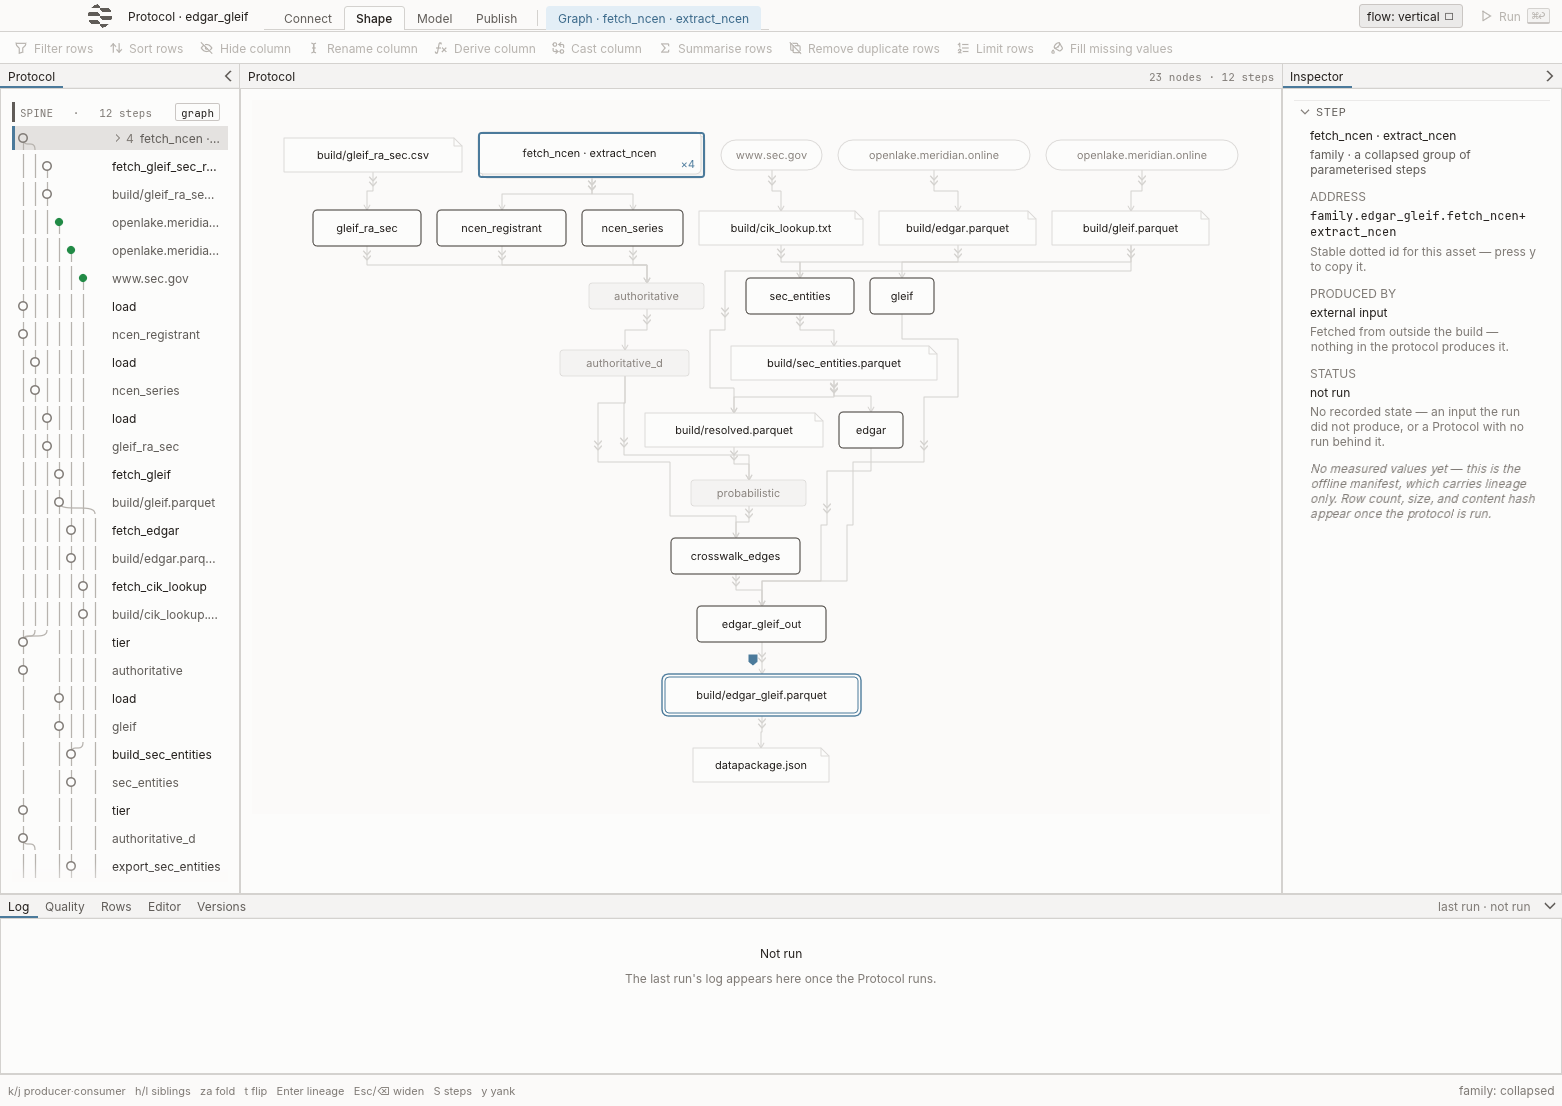 Protocol · edgar_gleif
Connect
Shape
Model
Publish
Graph · fetch_ncen · extract_ncen
flow: vertical
Run
Filter rows
Sort rows
Hide column
Rename column
Derive column
Cast column
Summarise rows
Remove duplicate rows
Limit rows
Fill missing values
Protocol
Protocol
23 nodes · 12 steps
Inspector
SPINE · 12 steps
graph
4 fetch_ncen ·...
fetch_gleif_sec_r...
build/gleif_ra_se...
openlake.meridia...
openlake.meridia...
www.sec.gov
load
ncen_registrant
load
ncen_series
load
gleif_ra_sec
fetch_gleif
build/gleif.parquet
fetch_edgar
build/edgar.parq...
fetch_cik_lookup
build/cik_lookup....
tier
authoritative
load
gleif
build_sec_entities
sec_entities
tier
authoritative_d
export_sec_entities
build/gleif_ra_sec.csv
fetch_ncen · extract_ncen
×4
www.sec.gov
openlake.meridian.online
openlake.meridian.online
gleif_ra_sec
ncen_registrant
ncen_series
build/cik_lookup.txt
build/edgar.parquet
build/gleif.parquet
authoritative
sec_entities
gleif
authoritative_d
build/sec_entities.parquet
build/resolved.parquet
edgar
probabilistic
crosswalk_edges
edgar_gleif_out
build/edgar_gleif.parquet
datapackage.json
STEP
fetch_ncen · extract_ncen
family · a collapsed group of
parameterised steps
ADDRESS
family.edgar_gleif.fetch_ncen+
extract_ncen
Stable dotted id for this asset — press y
to copy it.
PRODUCED BY
external input
Fetched from outside the build —
nothing in the protocol produces it.
STATUS
not run
No recorded state — an input the run
did not produce, or a Protocol with no
run behind it.
No measured values yet — this is the
offline manifest, which carries lineage
only. Row count, size, and content hash
appear once the protocol is run.
Log
Quality
Rows
Editor
Versions
last run · not run
Not run
The last run's log appears here once the Protocol runs.
k/j producer·consumer h/l siblings za fold t flip Enter lineage Esc/⌫ widen S steps y yank
family: collapsed